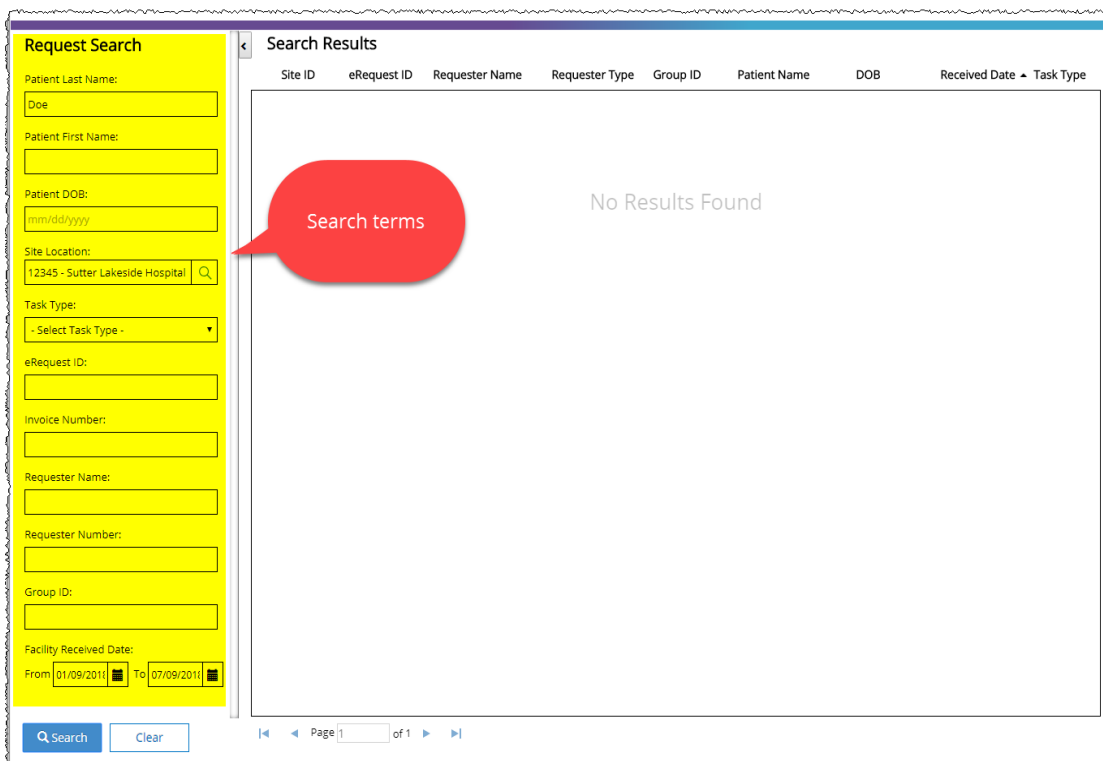 Request Search
Patient Last Name:
Doe
Patient First Name:
Patient DOB:
mm/dd/yyyy
Site Location:
12345 - Sutter Lakeside Hospital
Task Type:
- Select Task Type -
eRequest ID:
Invoice Number:
Requester Name:
Requester Number:
Group ID:
Facility Received Date:
From 01/09/2018 To 07/09/2018
Search Clear
Search Results
Site ID eRequest ID Requester Name Requester Type Group ID Patient Name DOB Received Date Task Type
No Results Found
Search terms
Page 1 of 1